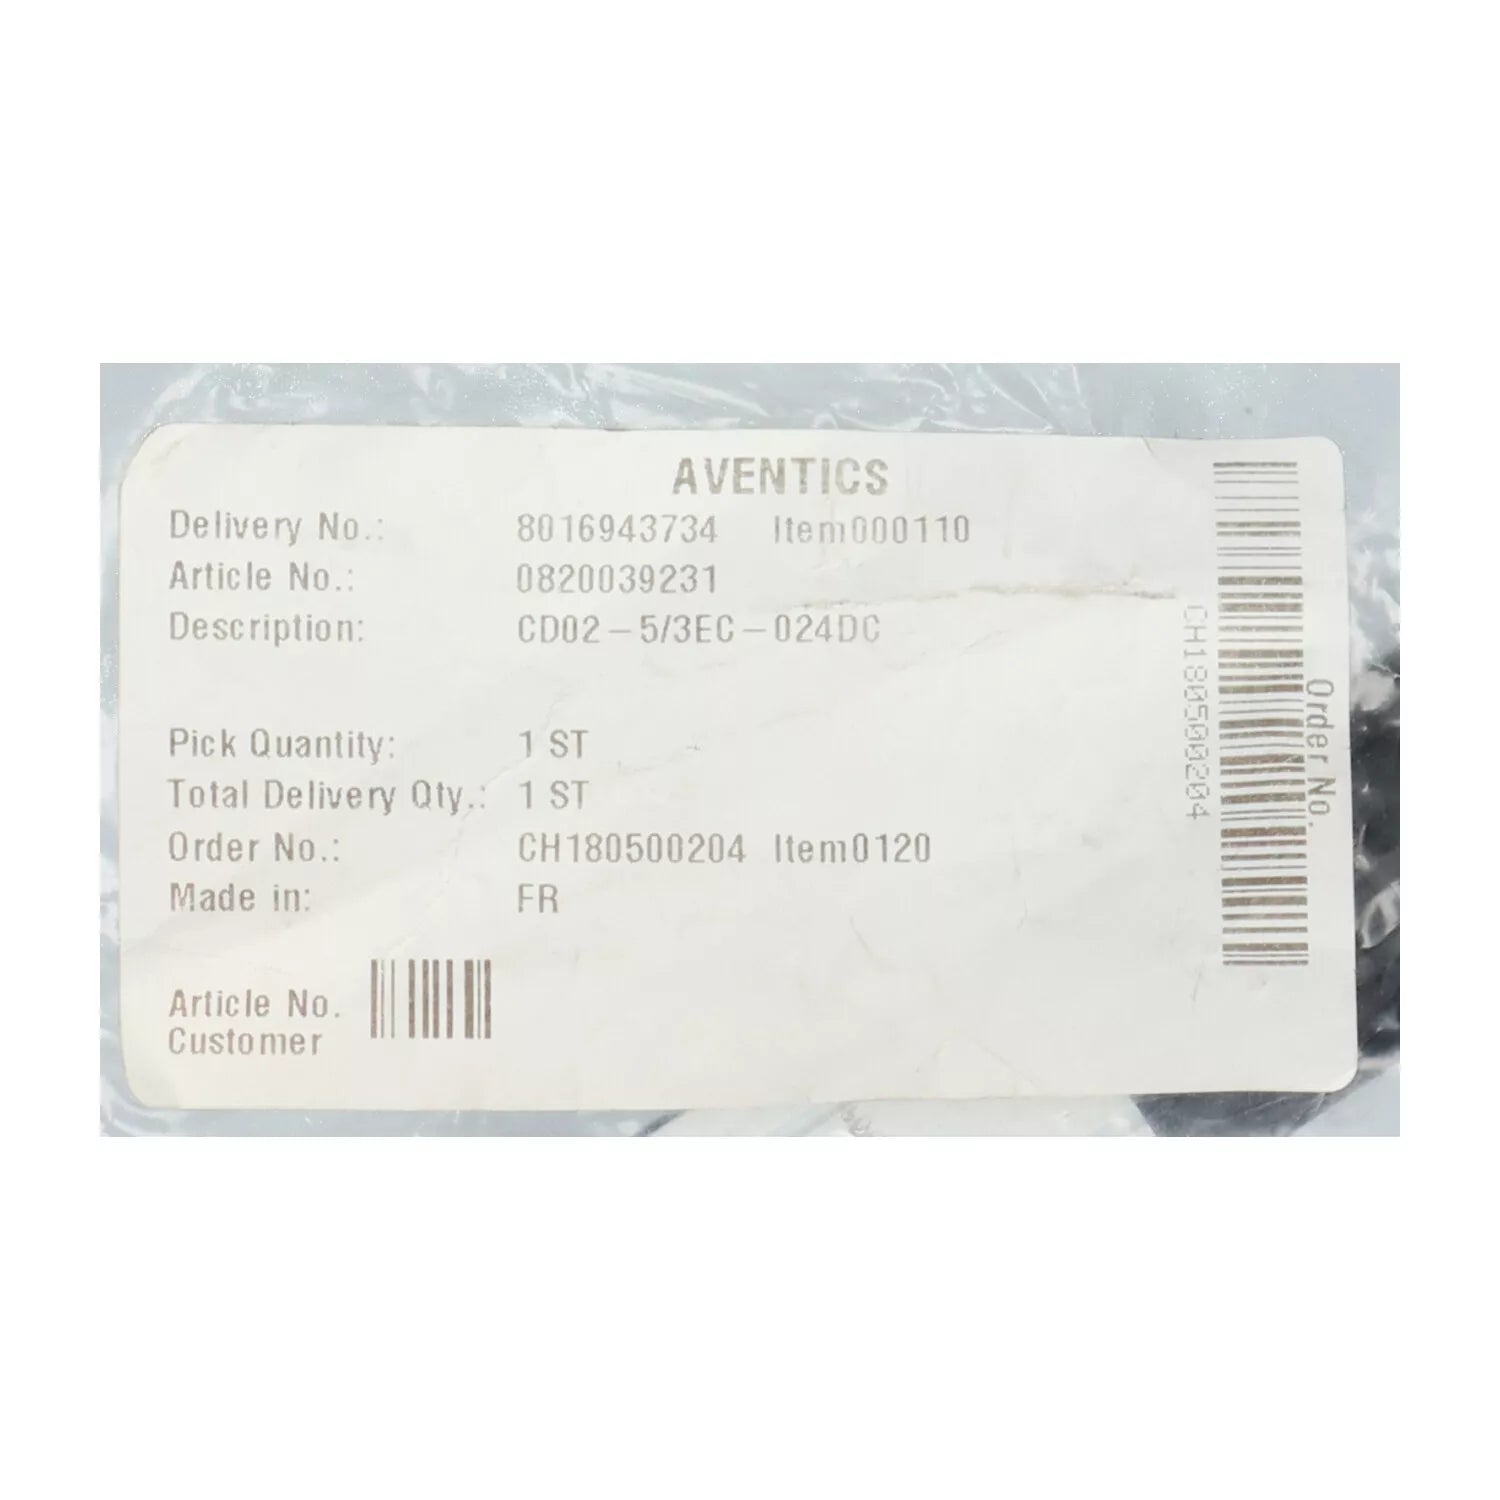 AVENTICS
Delivery No.: 8016943734 Item000110
Article No.: 0820039231
Description: CD02-5/3EC-024DC
Pick Quantity: 1 ST
Total Delivery Qty.: 1 ST
Order No.: CH180500204 Item0120
Made in: FR
Article No.
Customer
CH180500204
Order No.